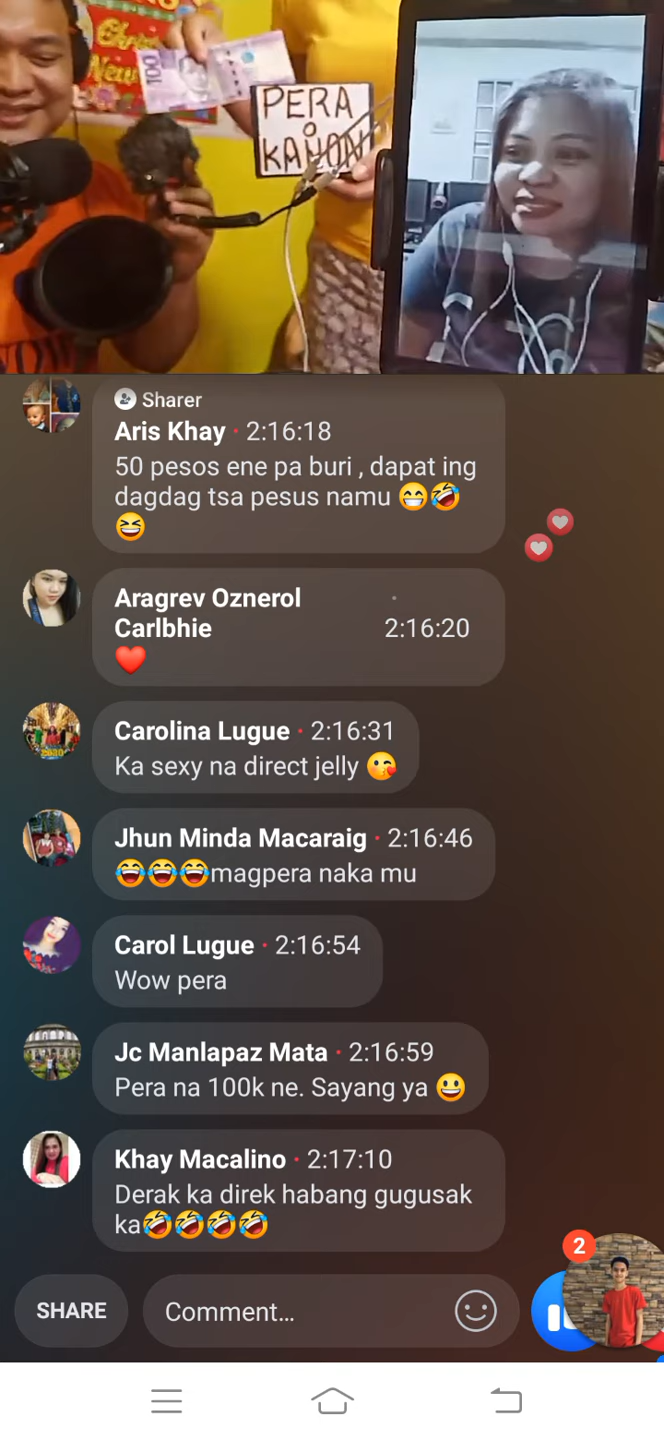 Chris
New
100
PERA
O
KAHON
Sharer
Aris Khay · 2:16:18
50 pesos ene pa buri , dapat ing
dagdag tsa pesus namu 😁🤣
😆
Aragrev Oznerol
Carlbhie · 2:16:20
❤️
Carolina Lugue · 2:16:31
Ka sexy na direct jelly 😘
Jhun Minda Macaraig · 2:16:46
😂😂😂magpera naka mu
Carol Lugue · 2:16:54
Wow pera
Jc Manlapaz Mata · 2:16:59
Pera na 100k ne. Sayang ya 😀
Khay Macalino · 2:17:10
Derak ka direk habang gugusak
ka🤣🤣🤣🤣
2
SHARE
Comment...